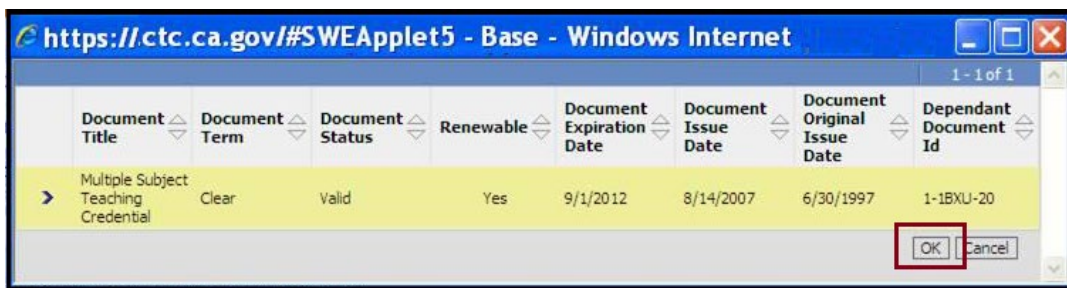 https://.ctc.ca.gov/#SWEApplet5 - Base - Windows Internet
1 - 1 of 1
Document Title
Document Term
Document Status
Renewable
Document Expiration Date
Document Issue Date
Document Original Issue Date
Dependant Document Id
Multiple Subject Teaching Credential
Clear
Valid
Yes
9/1/2012
8/14/2007
6/30/1997
1-1BXU-20
OK
Cancel